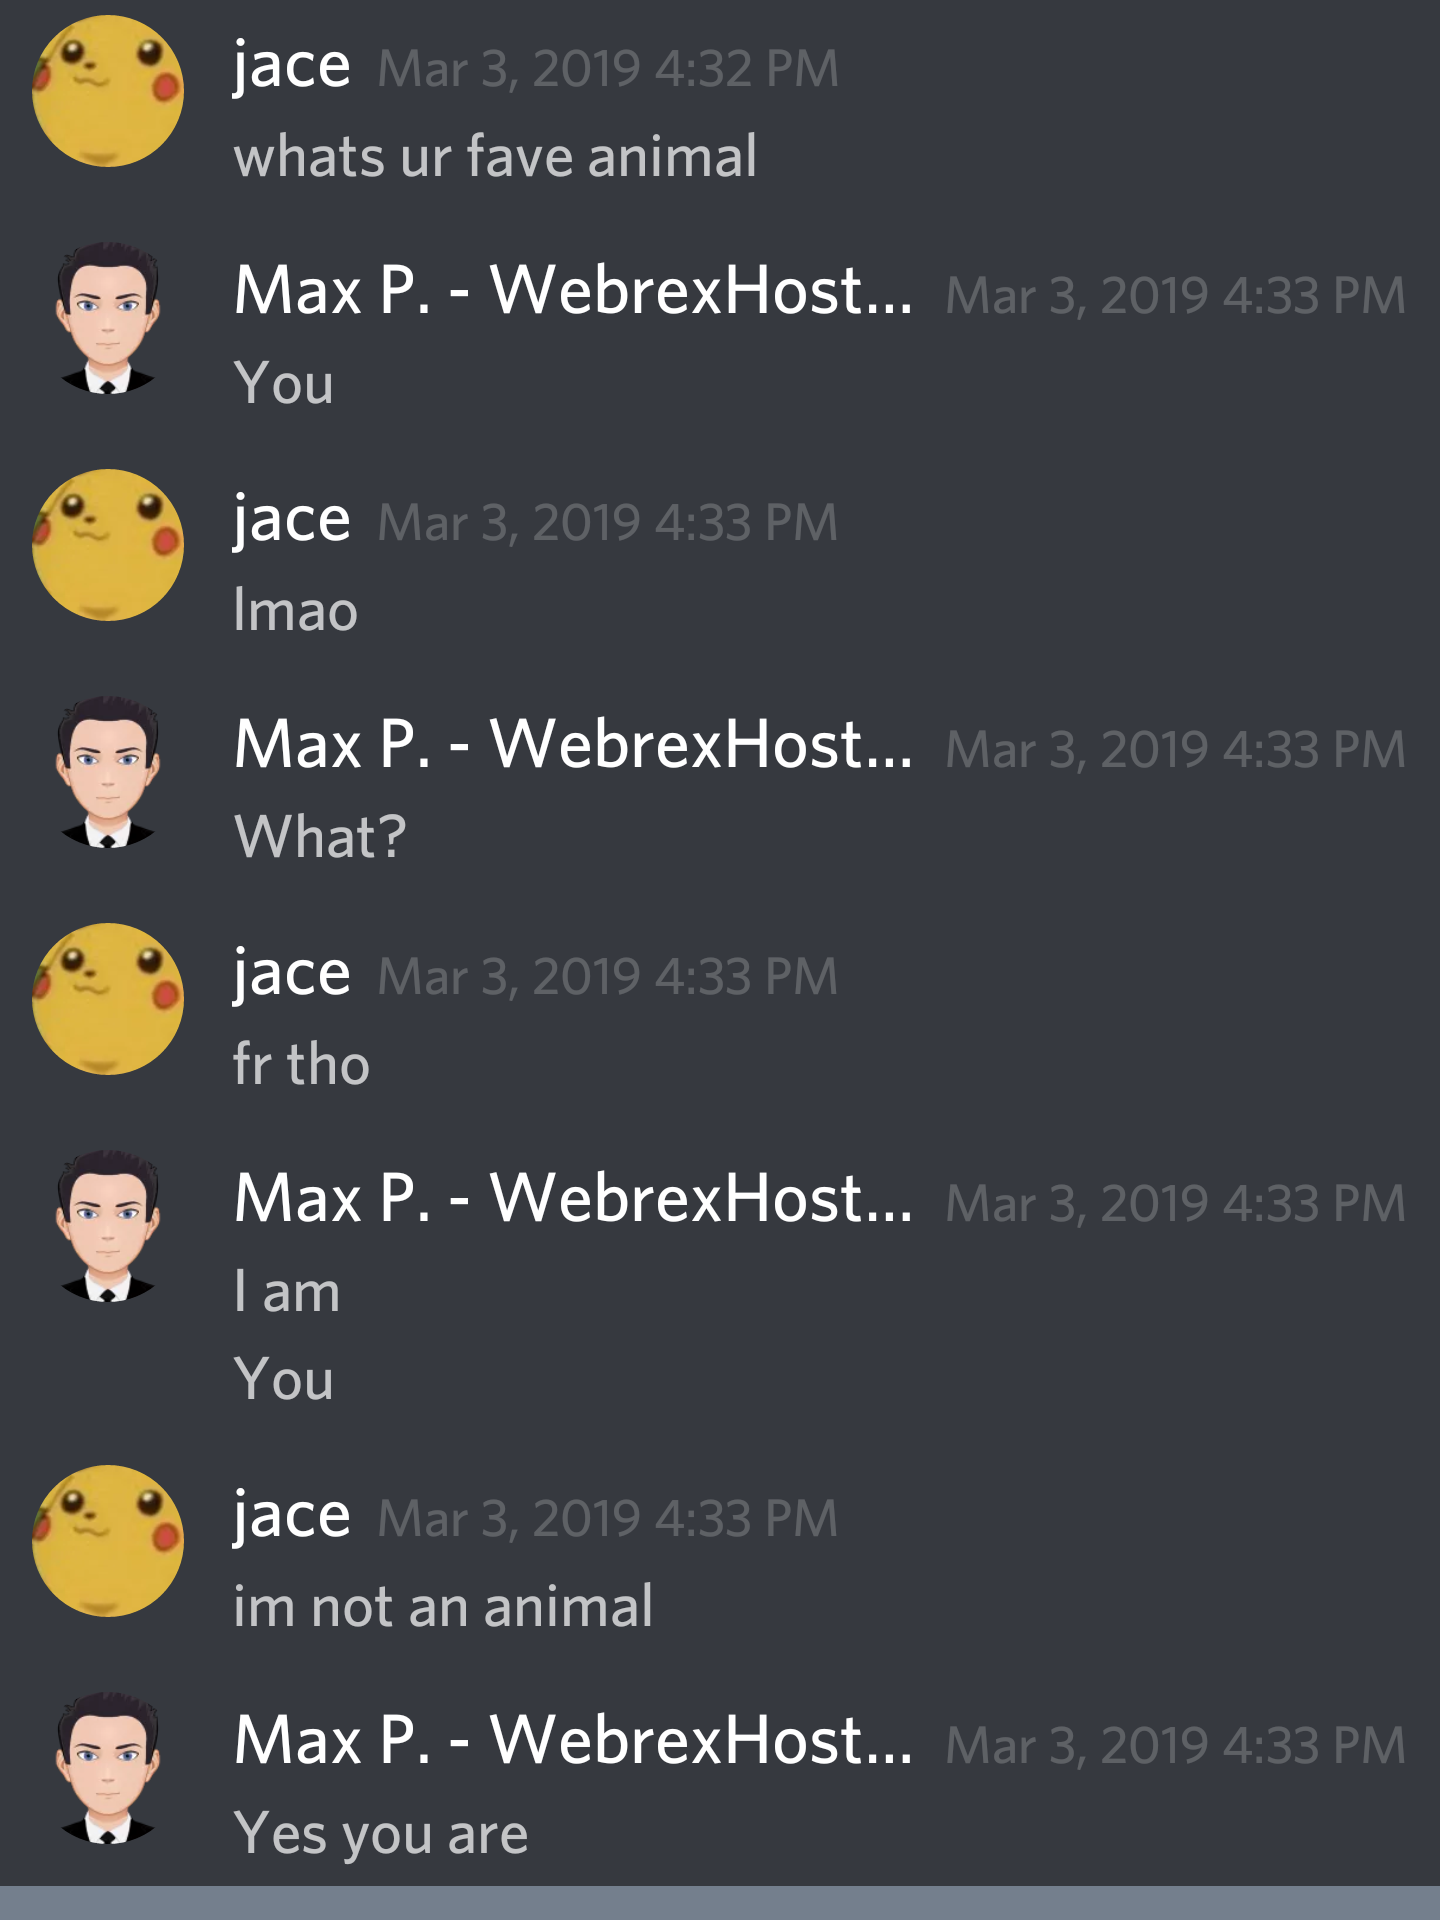 jace Mar 3, 2019 4:32 PM
whats ur fave animal
Max P. - WebrexHost... Mar 3, 2019 4:33 PM
You
jace Mar 3, 2019 4:33 PM
lmao
Max P. - WebrexHost... Mar 3, 2019 4:33 PM
What?
jace Mar 3, 2019 4:33 PM
fr tho
Max P. - WebrexHost... Mar 3, 2019 4:33 PM
I am
You
jace Mar 3, 2019 4:33 PM
im not an animal
Max P. - WebrexHost... Mar 3, 2019 4:33 PM
Yes you are